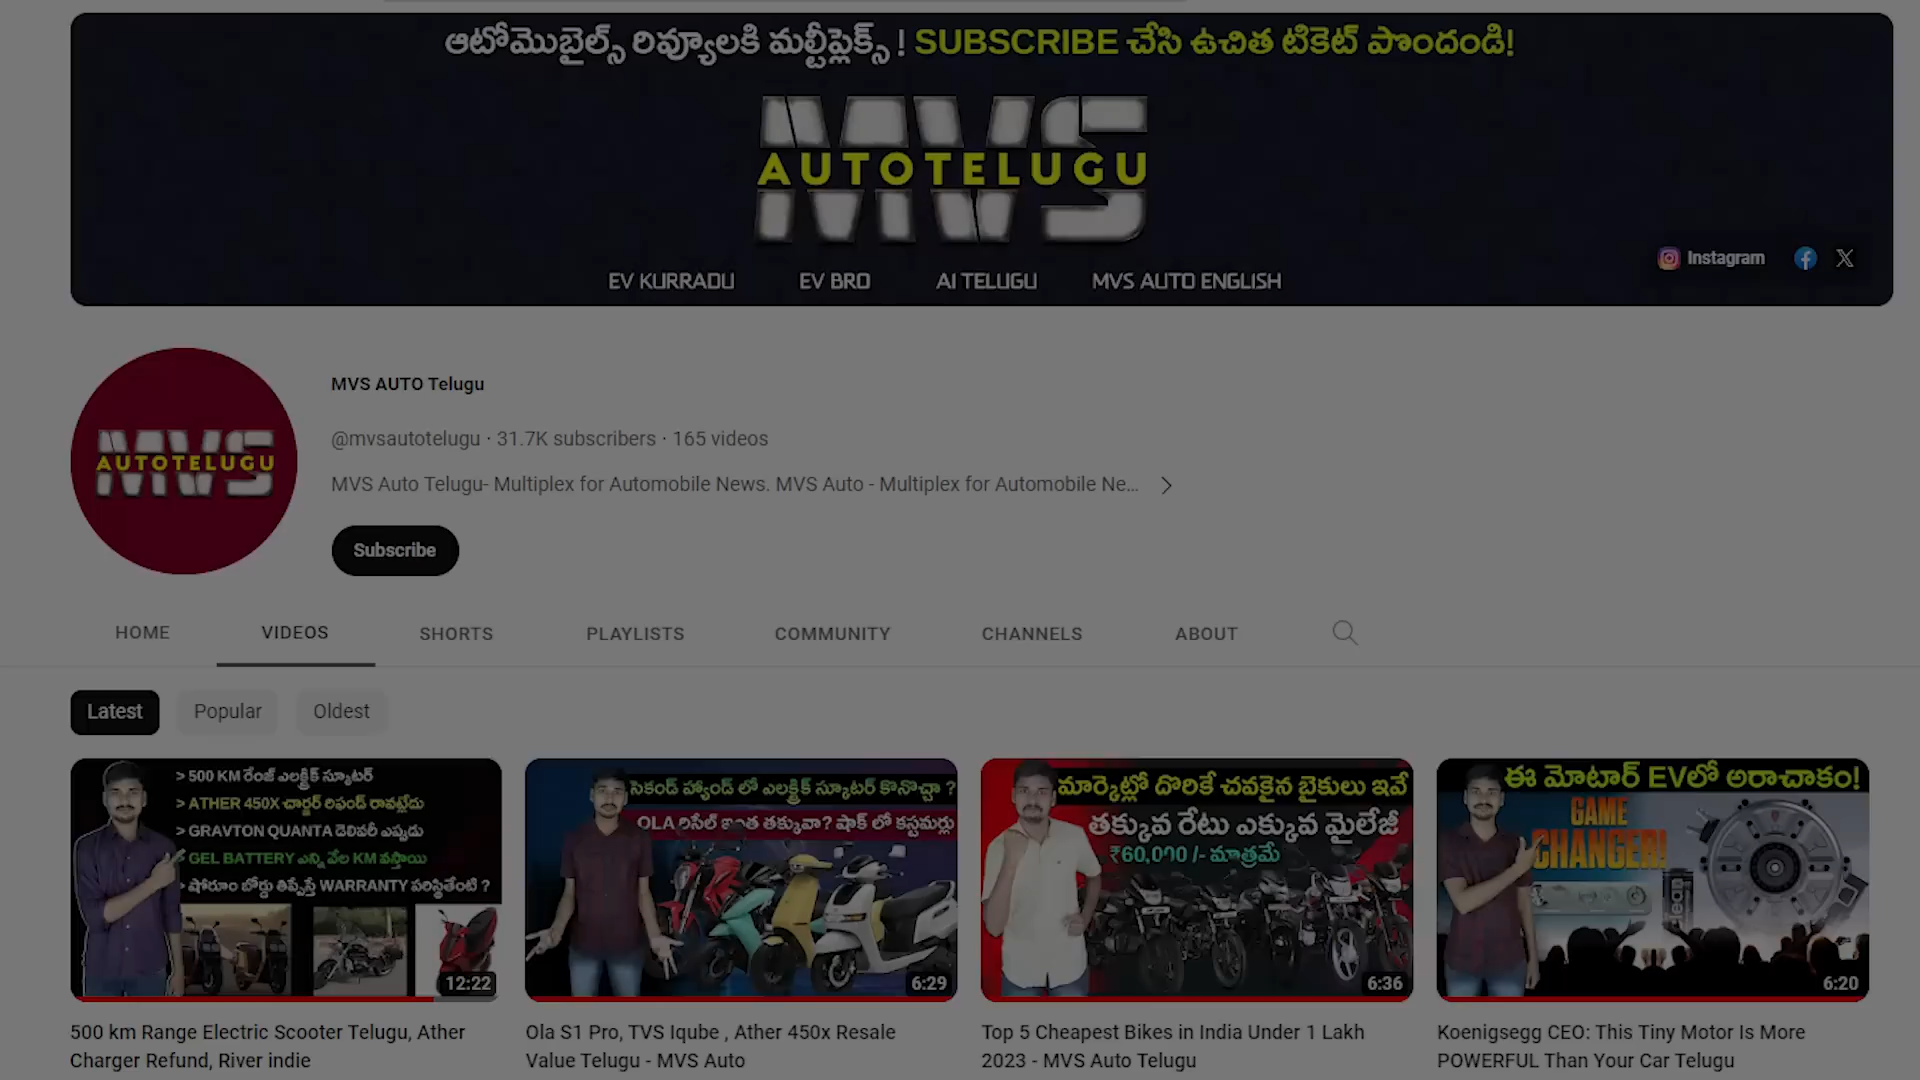 ఆటోమొబైల్స్ రివ్యూలకి మల్టీప్లెక్స్ ! SUBSCRIBE చేసి ఉచిత టికెట్ పొందండి!
MVS
AUTOTELUGU
EV KURRADU EV BRO AI TELUGU MVS AUTO ENGLISH
Instagram
MVS
AUTOTELUGU
MVS AUTO Telugu
@mvsautotelugu · 31.7K subscribers · 165 videos
MVS Auto Telugu- Multiplex for Automobile News. MVS Auto - Multiplex for Automobile Ne...
Subscribe
HOME VIDEOS SHORTS PLAYLISTS COMMUNITY CHANNELS ABOUT
Latest Popular Oldest
> 500 KM రేంజ్ ఎలక్ట్రిక్ స్కూటర్
> ATHER 450X చార్జర్ రిఫండ్ రావట్లేదు
> GRAVTON QUANTA డెలివరీ ఎప్పుడు
> GEL BATTERY ఎన్ని వేల KM వస్తాయి
> షోరూం బోర్డు తిప్పేస్తే WARRANTY పరిస్థితేంటి ?
12:22
సెకండ్ హ్యాండ్ లో ఎలక్ట్రిక్ స్కూటర్ కొనొచ్చా ?
OLA రిసేల్ ఇంత తక్కువా? షాక్ లో కస్టమర్లు
6:29
మార్కెట్లో దొరికే చవకైన బైకులు ఇవే
తక్కువ రేటు ఎక్కువ మైలేజీ
₹60,000 /- మాత్రమే
6:36
ఈ మోటార్ EVలో అరాచాకం!
GAME
CHANGER!
6:20
500 km Range Electric Scooter Telugu, Ather
Charger Refund, River indie
Ola S1 Pro, TVS Iqube , Ather 450x Resale
Value Telugu - MVS Auto
Top 5 Cheapest Bikes in India Under 1 Lakh
2023 - MVS Auto Telugu
Koenigsegg CEO: This Tiny Motor Is More
POWERFUL Than Your Car Telugu